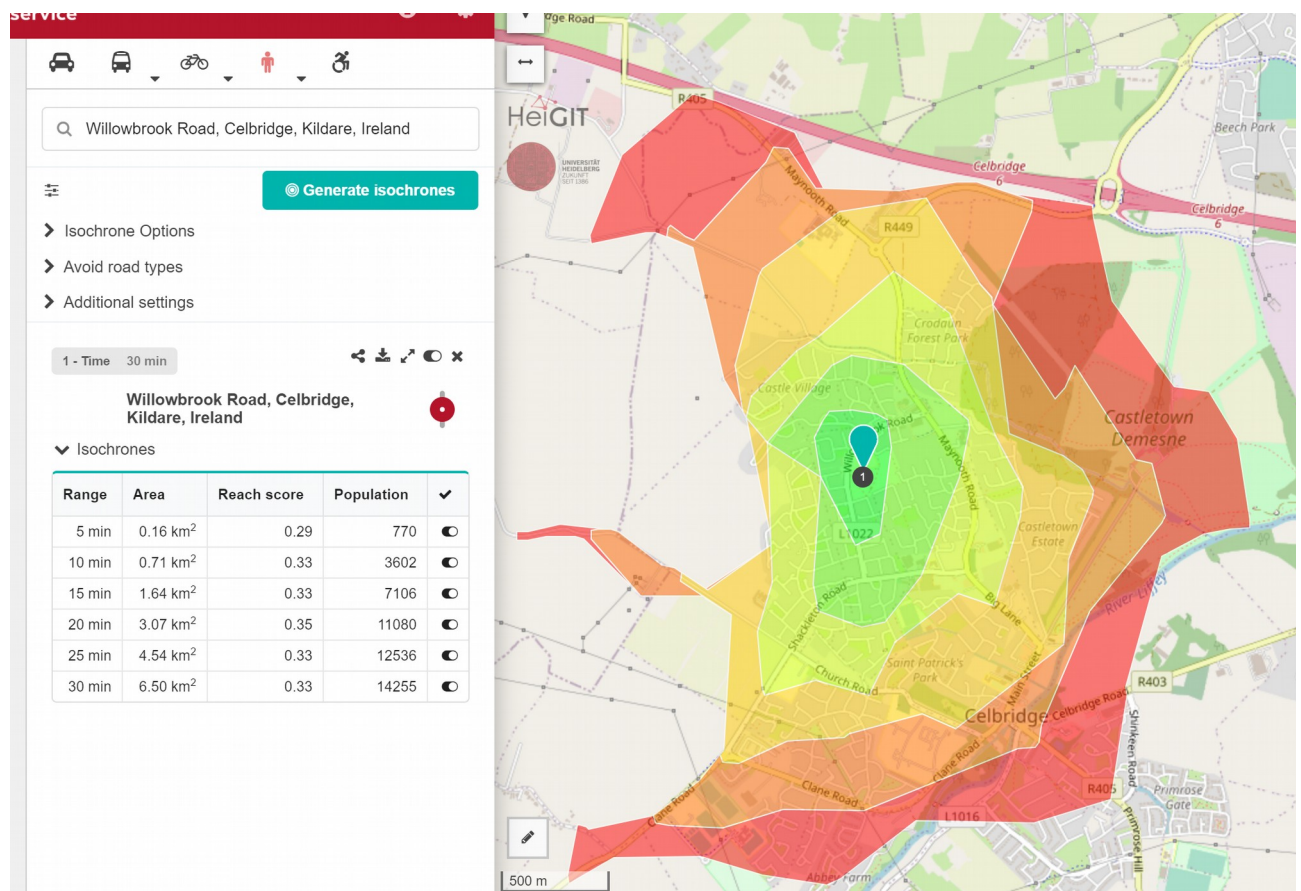 service
Willowbrook Road, Celbridge, Kildare, Ireland
Generate isochrones
Isochrone Options
Avoid road types
Additional settings
1 - Time 30 min
Willowbrook Road, Celbridge,
Kildare, Ireland
Isochrones
Range Area Reach score Population
5 min 0.16 km² 0.29 770
10 min 0.71 km² 0.33 3602
15 min 1.64 km² 0.33 7106
20 min 3.07 km² 0.35 11080
25 min 4.54 km² 0.33 12536
30 min 6.50 km² 0.33 14255
HeiGIT
UNIVERSITÄT
HEIDELBERG
ZUKUNFT
SEIT 1386
R405
Beech Park
Celbridge
6
Celbridge
6
Maynooth Road
R449
Crodaun
Forest Park
Castle Village
Castletown
Demesne
1
Maynooth Road
L1022
Castletown
Estate
River Liffey
Shackleton Road
Big Lane
Saint Patrick's
Park
Church Road
Main Street
R403
Celbridge
Celbridge Road
Shinkeen Road
Clane Road
Clane Road
Clane Road
R405
Primrose
Gate
L1016
Primrose Hill
Abbey Farm
500 m